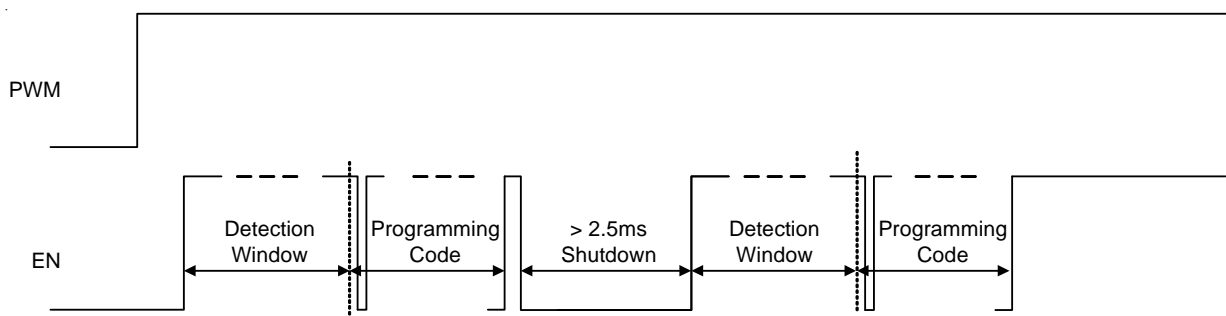 PWM
EN
Detection
Window
Programming
Code
> 2.5ms
Shutdown
Detection
Window
Programming
Code